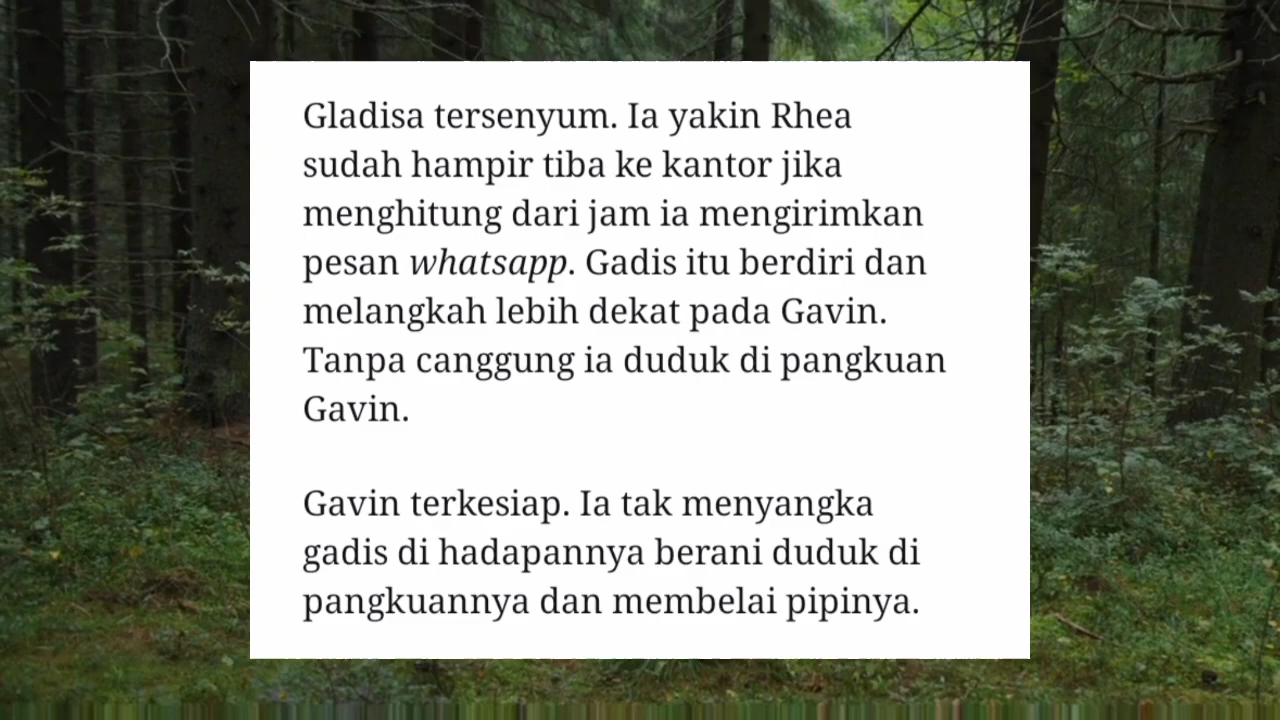 Gladisa tersenyum. Ia yakin Rhea
sudah hampir tiba ke kantor jika
menghitung dari jam ia mengirimkan
pesan whatsapp. Gadis itu berdiri dan
melangkah lebih dekat pada Gavin.
Tanpa canggung ia duduk di pangkuan
Gavin.
Gavin terkesiap. Ia tak menyangka
gadis di hadapannya berani duduk di
pangkuannya dan membelai pipinya.